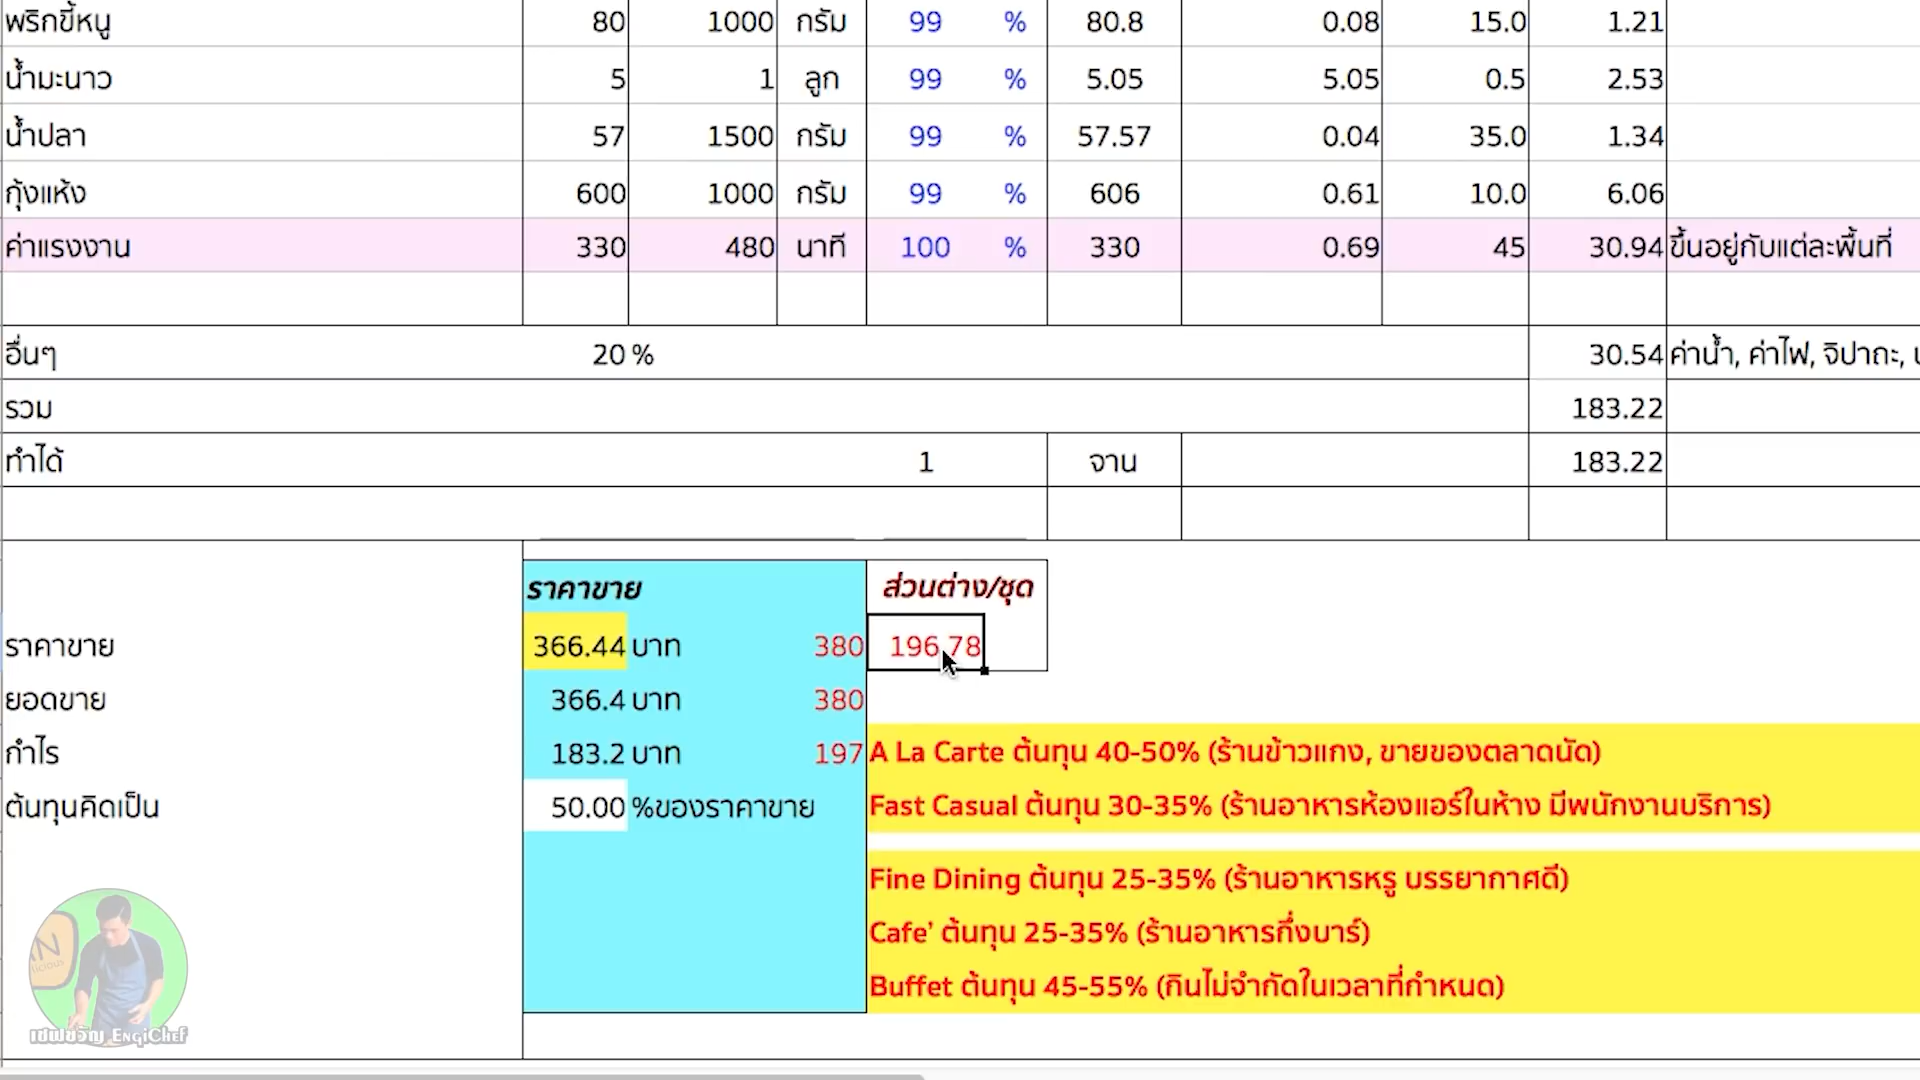 พริกขี้หนู 80 1000 กรัม 99 % 80.8 0.08 15.0 1.21
น้ำมะนาว 5 1 ลูก 99 % 5.05 5.05 0.5 2.53
น้ำปลา 57 1500 กรัม 99 % 57.57 0.04 35.0 1.34
กุ้งแห้ง 600 1000 กรัม 99 % 606 0.61 10.0 6.06
ค่าแรงงาน 330 480 นาที 100 % 330 0.69 45 30.94 ขึ้นอยู่กับแต่ละพื้นที่
อื่นๆ 20 % 30.54 ค่าน้ำ, ค่าไฟ, จิปาถะ,
รวม 183.22
ทำได้ 1 จาน 183.22
ราคาขาย ส่วนต่าง/ชุด
ราคาขาย 366.44 บาท 380 196.78
ยอดขาย 366.4 บาท 380
กำไร 183.2 บาท 197 A La Carte ต้นทุน 40-50% (ร้านข้าวแกง, ขายของตลาดนัด)
ต้นทุนคิดเป็น 50.00 %ของราคาขาย Fast Casual ต้นทุน 30-35% (ร้านอาหารห้องแอร์ในห้าง มีพนักงานบริการ)
Fine Dining ต้นทุน 25-35% (ร้านอาหารหรู บรรยากาศดี)
Cafe' ต้นทุน 25-35% (ร้านอาหารกึ่งบาร์)
Buffet ต้นทุน 45-55% (กินไม่จำกัดในเวลาที่กำหนด)
เชฟขวัญ EngiChef